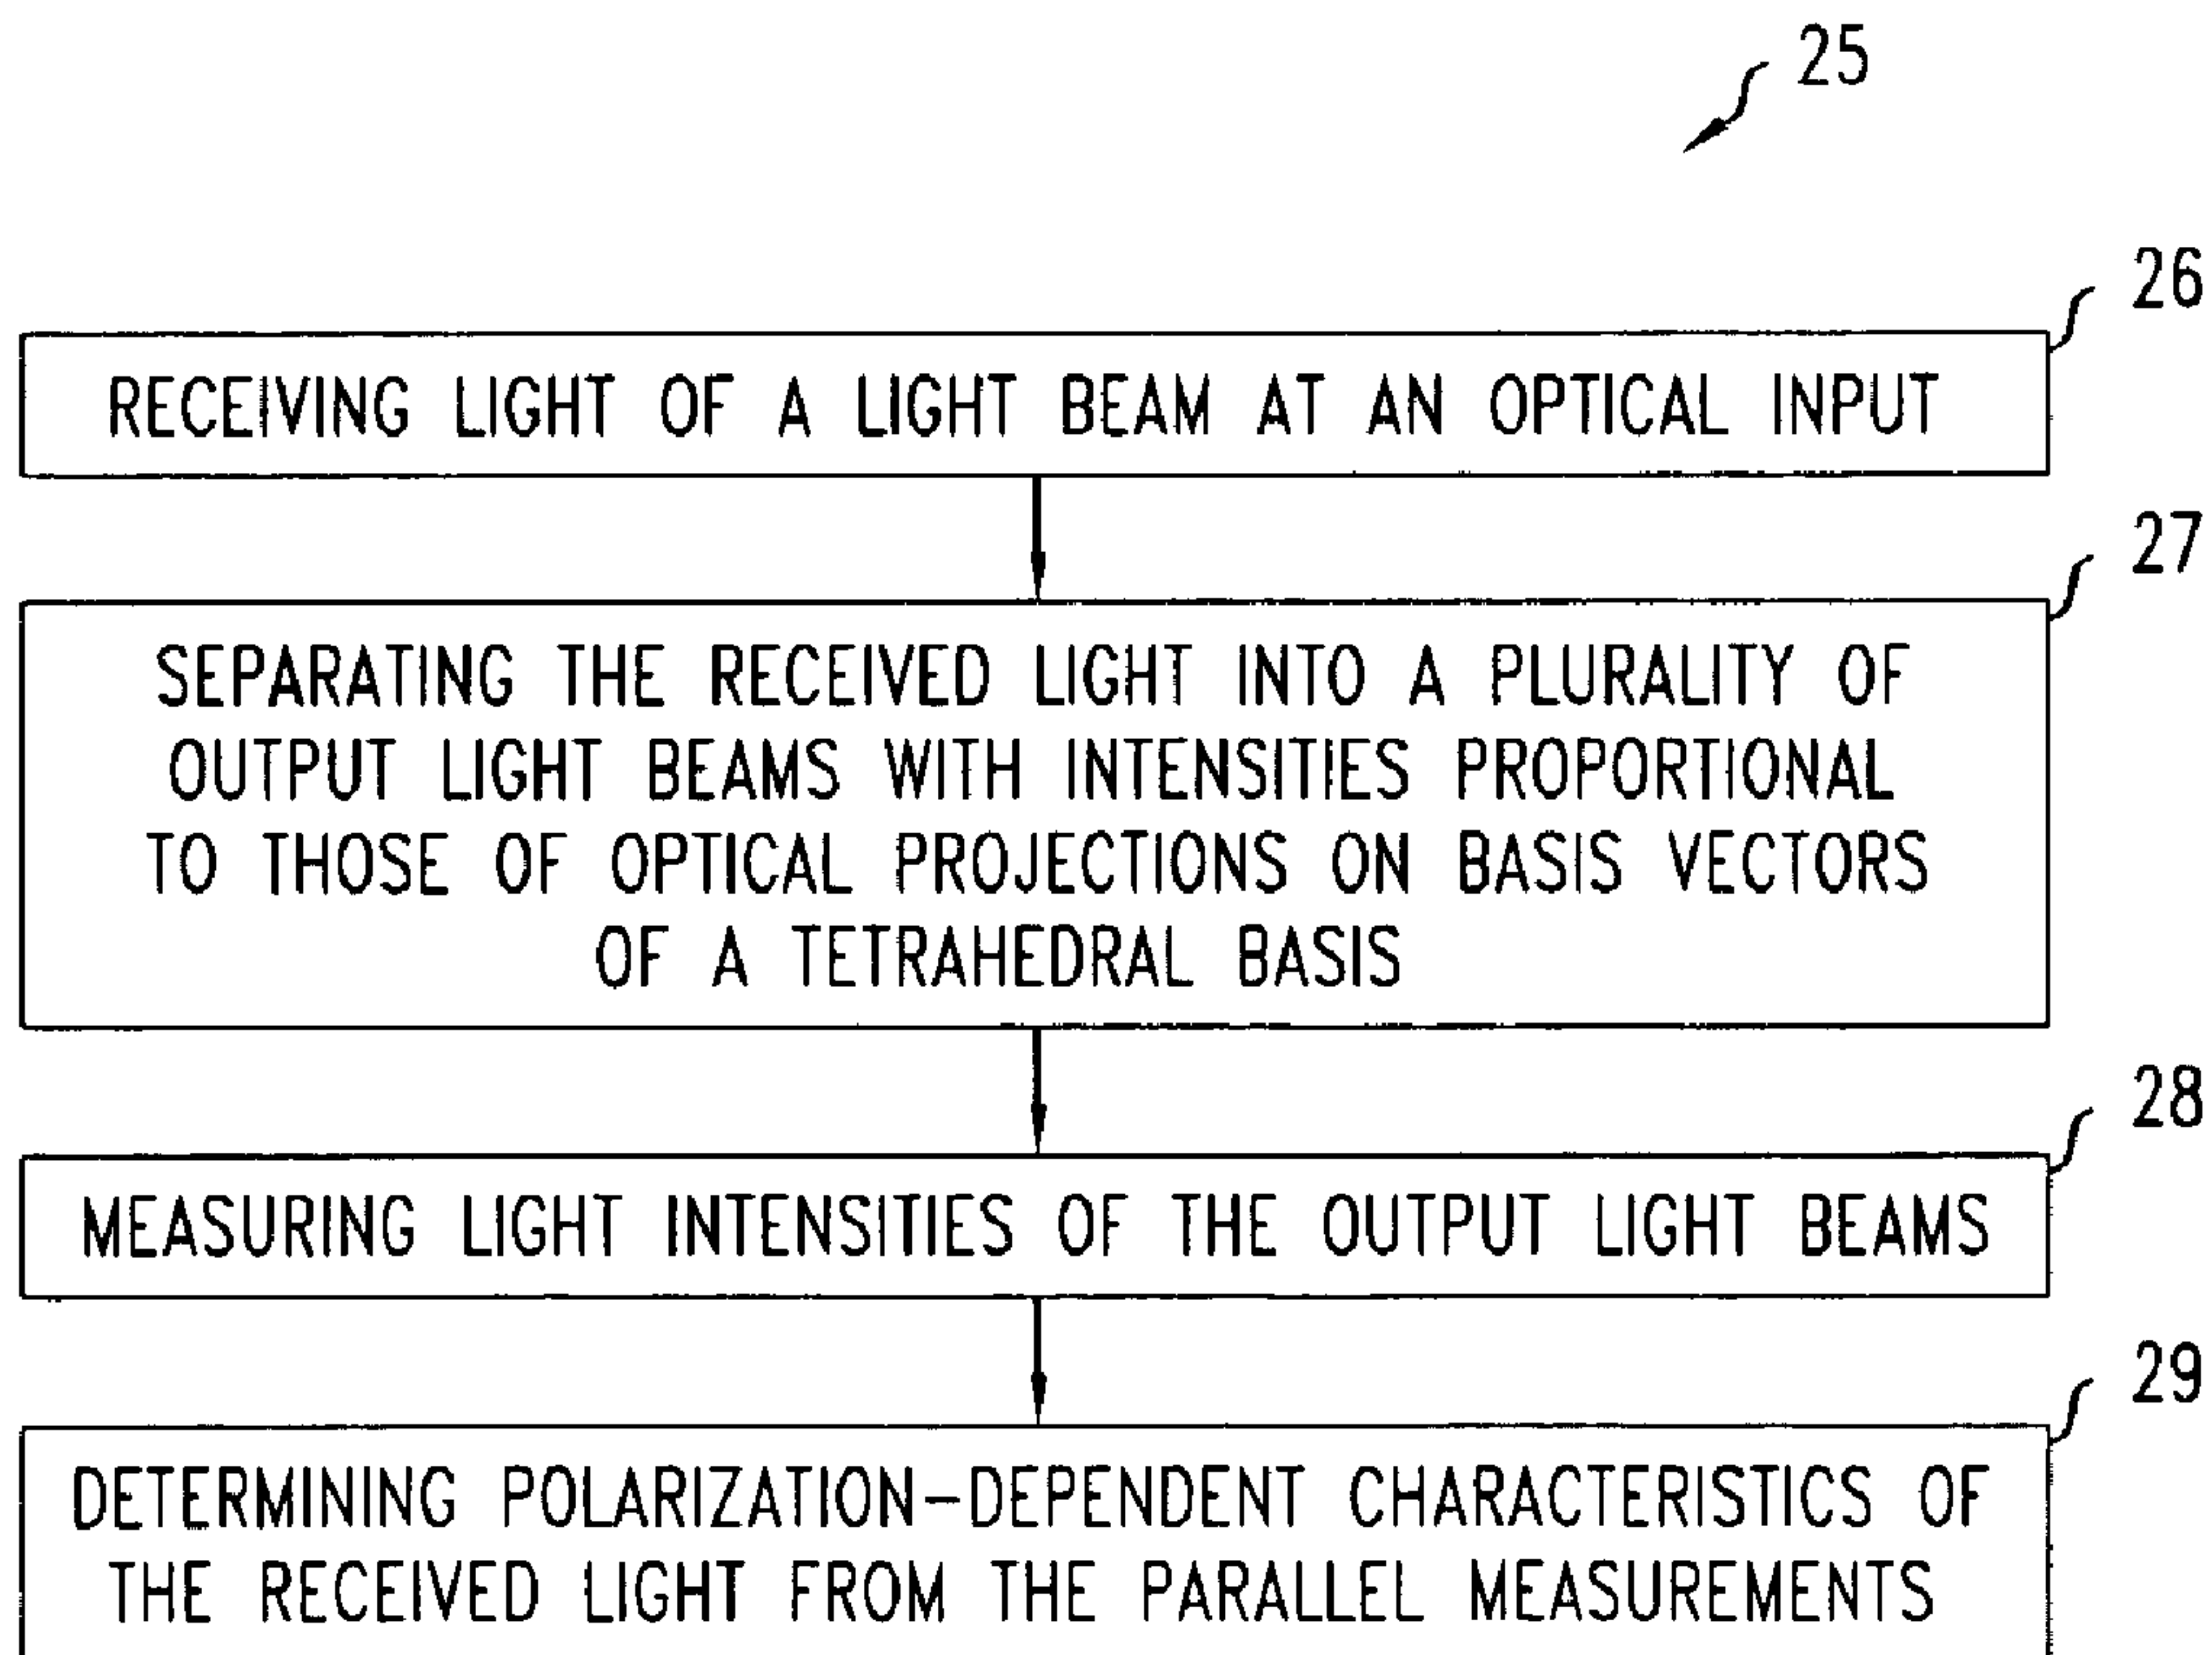 25
26
RECEIVING LIGHT OF A LIGHT BEAM AT AN OPTICAL INPUT
27
SEPARATING THE RECEIVED LIGHT INTO A PLURALITY OF
OUTPUT LIGHT BEAMS WITH INTENSITIES PROPORTIONAL
TO THOSE OF OPTICAL PROJECTIONS ON BASIS VECTORS
OF A TETRAHEDRAL BASIS
28
MEASURING LIGHT INTENSITIES OF THE OUTPUT LIGHT BEAMS
29
DETERMINING POLARIZATION-DEPENDENT CHARACTERISTICS OF
THE RECEIVED LIGHT FROM THE PARALLEL MEASUREMENTS